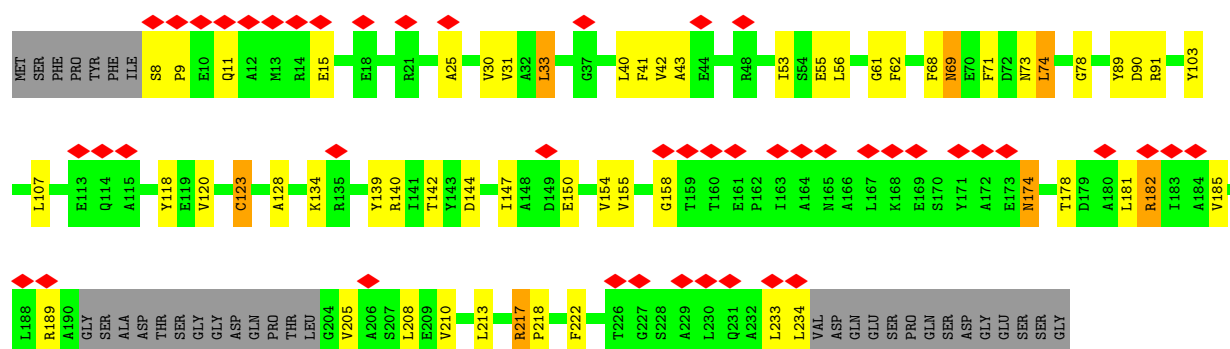 MET SER PHE PRO TYR PHE ILE S8 P9 E10 Q11 A12 M13 R14 E15 E18 R21 A25 V30 V31 A32 L33 G37 L40 F41 V42 A43 E44 R48 I53 S54 E55 L56 G61 F62 F68 N69 E70 F71 D72 N73 L74 G78 Y89 D90 R91 Y103
L107 E113 Q114 A115 Y118 E119 V120 C123 A128 K134 R135 Y139 R140 I141 T142 Y143 D144 I147 A148 D149 E150 V154 V155 G158 T159 T160 E161 P162 I163 A164 N165 A166 L167 K168 E169 S170 Y171 A172 E173 N174 T178 D179 A180 L181 R182 I183 A184 V185
L188 R189 A190 GLY SER ALA ASP THR SER GLY GLY ASP GLN PRO THR LEU G204 V205 A206 S207 L208 E209 V210 L213 R217 P218 F222 T226 G227 S228 A229 L230 Q231 A232 L233 L234 VAL ASP GLN GLU SER PRO GLN SER ASP GLY GLU SER SER GLY